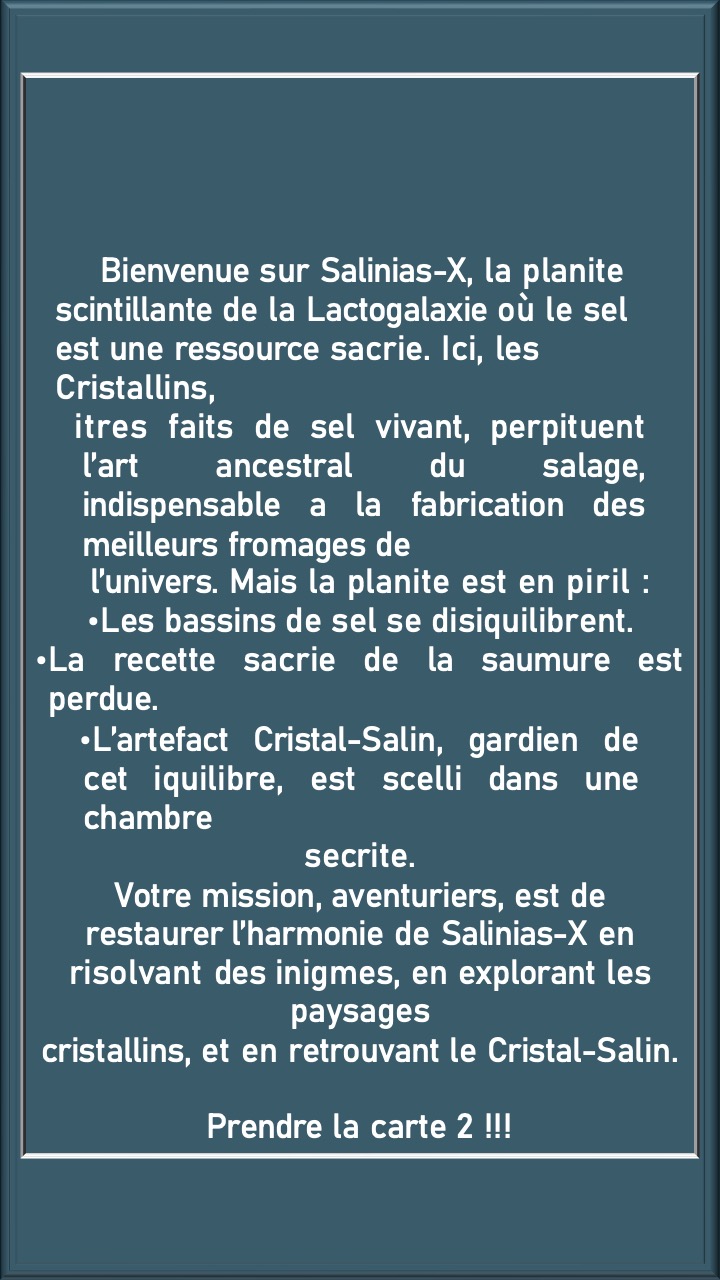 Bienvenue sur Salinias-X, la planite
scintillante de la Lactogalaxie où le sel
est une ressource sacrie. Ici, les
Cristallins,
itres faits de sel vivant, perpituent
l'art ancestral du salage,
indispensable a la fabrication des
meilleurs fromages de
l'univers. Mais la planite est en piril :
•Les bassins de sel se disiquilibrent.
•La recette sacrie de la saumure est
perdue.
•L'artefact Cristal-Salin, gardien de
cet iquilibre, est scelli dans une
chambre
secrite.
Votre mission, aventuriers, est de
restaurer l'harmonie de Salinias-X en
risolvant des inigmes, en explorant les
paysages
cristallins, et en retrouvant le Cristal-Salin.
Prendre la carte 2 !!!